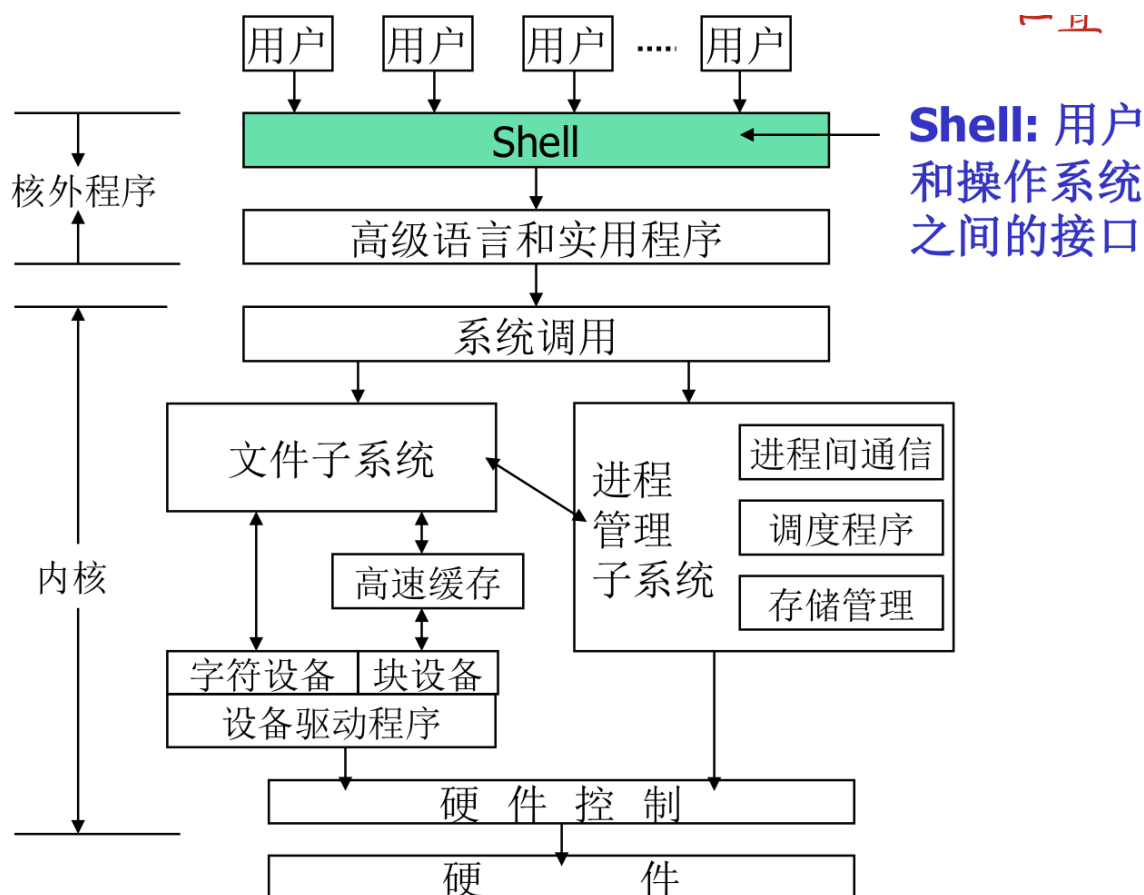 用户 用户 用户 ..... 用户
Shell
Shell: 用户
和操作系统
之间的接口
核外程序
高级语言和实用程序
系统调用
文件子系统
进程
管理
子系统
进程间通信
调度程序
存储管理
内核
高速缓存
字符设备 块设备
设备驱动程序
硬件控制
硬件